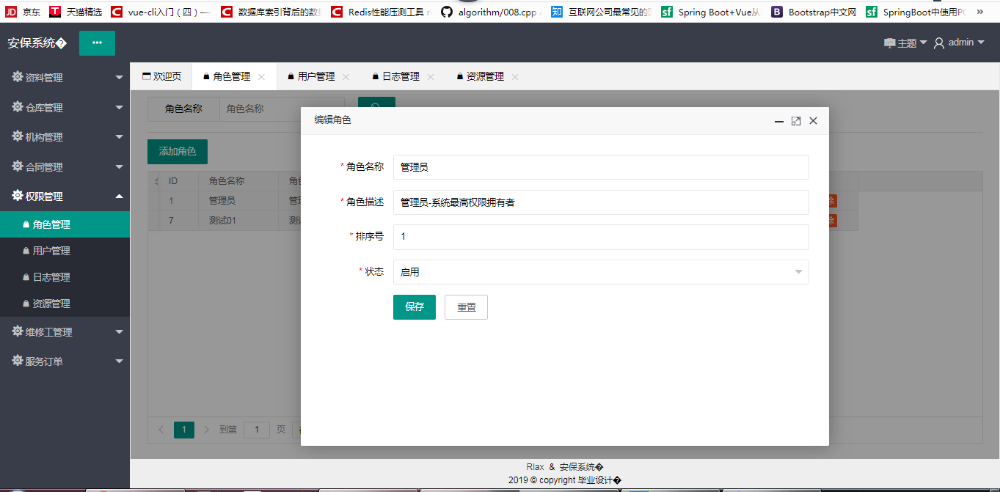 京东 天猫精选 vue-cli入门（四）— 数据库索引背后的数 Redis性能压测工具 algorithm/008.cpp 互联网公司最常见的 Spring Boot+Vue从 Bootstrap中文网 SpringBoot中使用P »
安保系统� ••• 主题 admin
资料管理
仓库管理
机构管理
合同管理
权限管理
角色管理
用户管理
日志管理
资源管理
维修工管理
服务订单
欢迎页 角色管理 用户管理 日志管理 资源管理
角色名称 角色名称
添加角色
ID 角色名称
1 管理员
7 测试01
1 到第 1 页
编辑角色
*角色名称 管理员
*角色描述 管理员-系统最高权限拥有者
*排序号 1
*状态 启用
保存 重置
Rlax & 安保系统�
2019 © copyright 毕业设计�